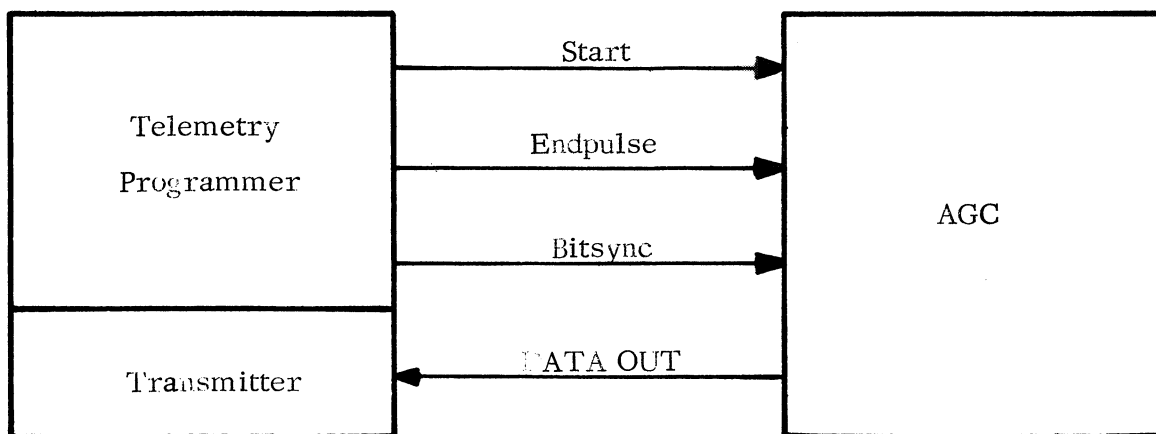 Start
Telemetry
Programmer
Endpulse
AGC
Bitsync
DATA OUT
Transmitter